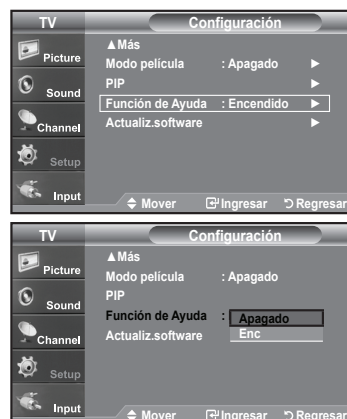 TV Configuración
▲Más
Picture
Modo película : Apagado ►
PIP ►
Sound
Función de Ayuda : Encendido ►
Channel
Actualiz.software ►
Setup
Input
Mover Ingresar Regresar
TV Configuración
▲Más
Picture
Modo película : Apagado
PIP
Sound
Función de Ayuda : Apagado
Channel
Actualiz.software Enc
Setup
Input
Mover Ingresar Regresar